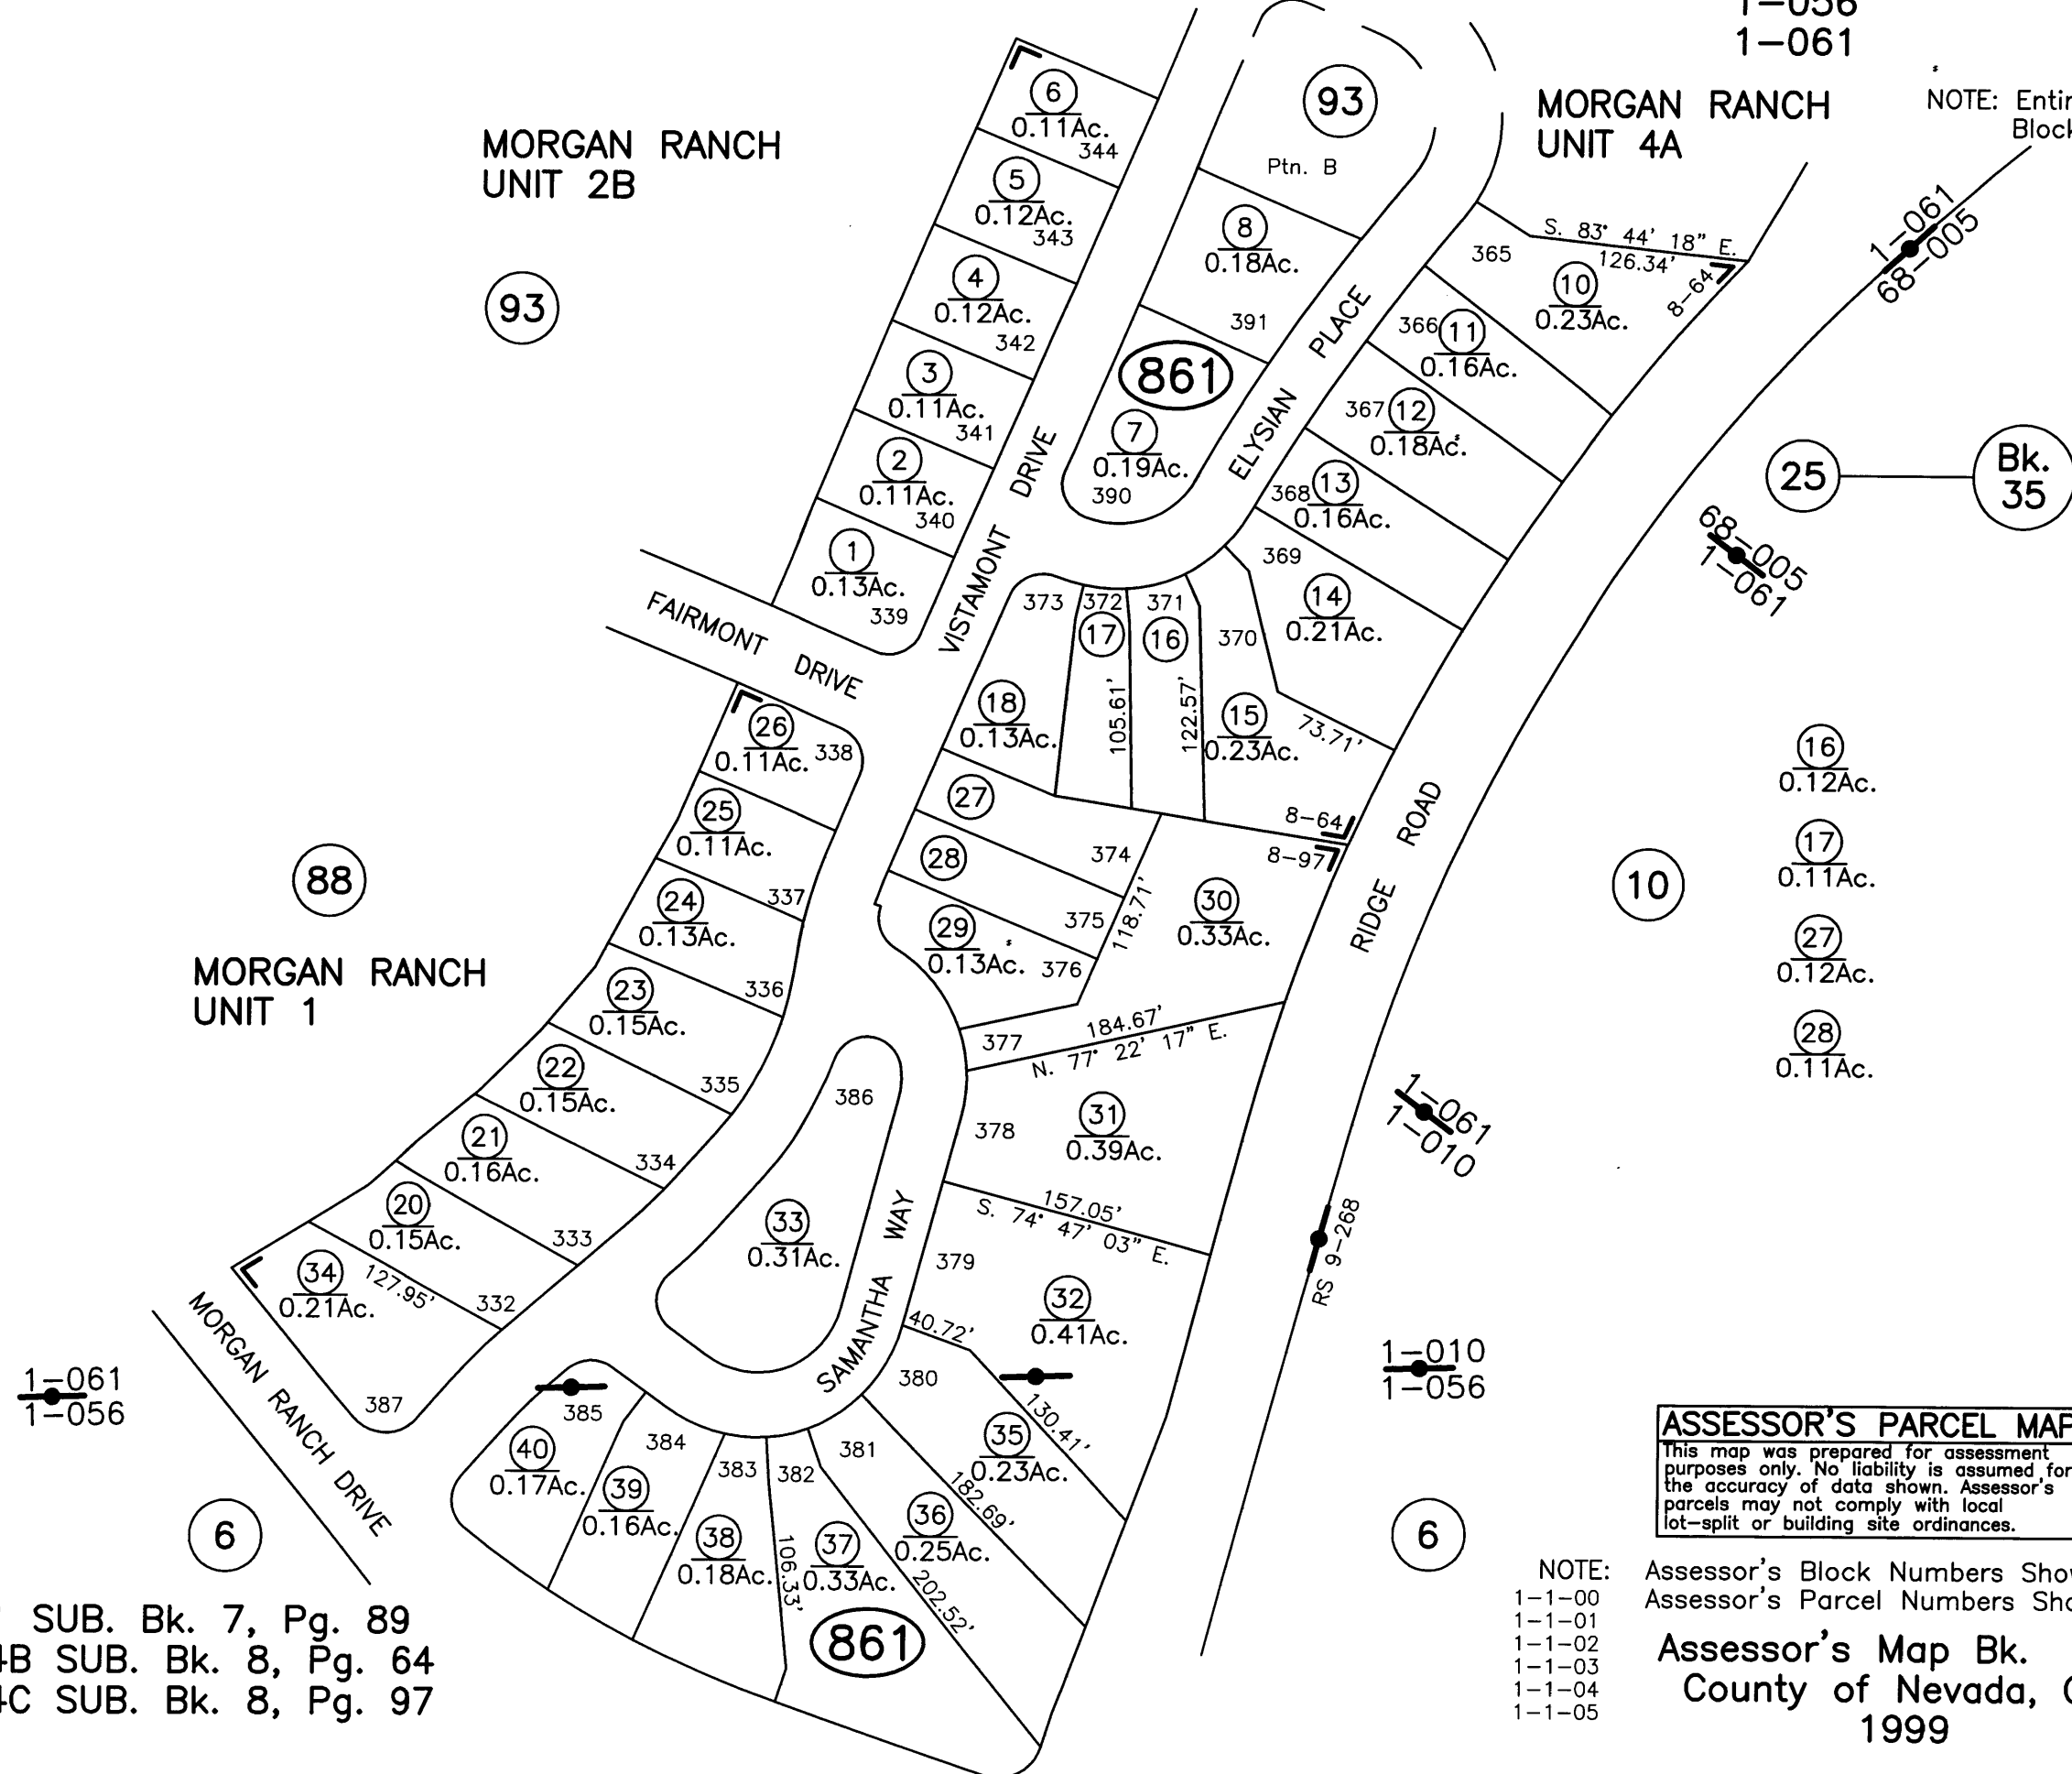 1-056
1-061
MORGAN RANCH
UNIT 4A
NOTE:
MORGAN RANCH
UNIT 2B
93
93
Ptn. B
6
0.11Ac.
344
5
0.12Ac.
343
4
0.12Ac.
342
3
0.11Ac.
341
2
0.11Ac.
340
1
0.13Ac.
339
8
0.18Ac.
391
861
7
0.19Ac.
390
VISTAMONT DRIVE
ELYSIAN PLACE
FAIRMONT DRIVE
S. 83° 44' 18" E.
126.34'
8-64
365
10
0.23Ac.
366
11
0.16Ac.
367
12
0.18Ac.
368
13
0.16Ac.
369
14
0.21Ac.
370
15
0.23Ac.
73.71'
371
16
122.57'
372
17
105.61'
373
18
0.13Ac.
1-061
68-005
25
Bk.
35
68-005
1-061
16
0.12Ac.
17
0.11Ac.
27
0.12Ac.
28
0.11Ac.
10
8-64
8-97
RIDGE ROAD
26
0.11Ac.
338
25
0.11Ac.
337
24
0.13Ac.
336
23
0.15Ac.
335
22
0.15Ac.
334
21
0.16Ac.
333
20
0.15Ac.
332
127.95'
34
0.21Ac.
387
88
MORGAN RANCH
UNIT 1
27
374
28
375
118.71'
29
0.13Ac.
376
30
0.33Ac.
377
184.67'
N. 77° 22' 17" E.
31
378
0.39Ac.
157.05'
S. 74° 47' 03" E.
379
32
0.41Ac.
40.72'
386
33
0.31Ac.
SAMANTHA WAY
380
130.41'
35
0.23Ac.
182.69'
381
36
0.25Ac.
202.52'
382
37
0.33Ac.
106.33'
383
38
0.18Ac.
384
39
0.16Ac.
385
40
0.17Ac.
861
MORGAN RANCH DRIVE
1-061
1-056
6
1-061
1-010
RS 9-268
1-010
1-056
6
SUB. Bk. 7, Pg. 89
4B SUB. Bk. 8, Pg. 64
4C SUB. Bk. 8, Pg. 97
ASSESSOR'S PARCEL MAP
This map was prepared for assessment
purposes only. No liability is assumed for
the accuracy of data shown. Assessor's
parcels may not comply with local
lot-split or building site ordinances.
NOTE: Assessor's Block Numbers
Assessor's Parcel Numbers
1-1-00
1-1-01
1-1-02
1-1-03
1-1-04
1-1-05
Assessor's Map Bk.
County of Nevada,
1999